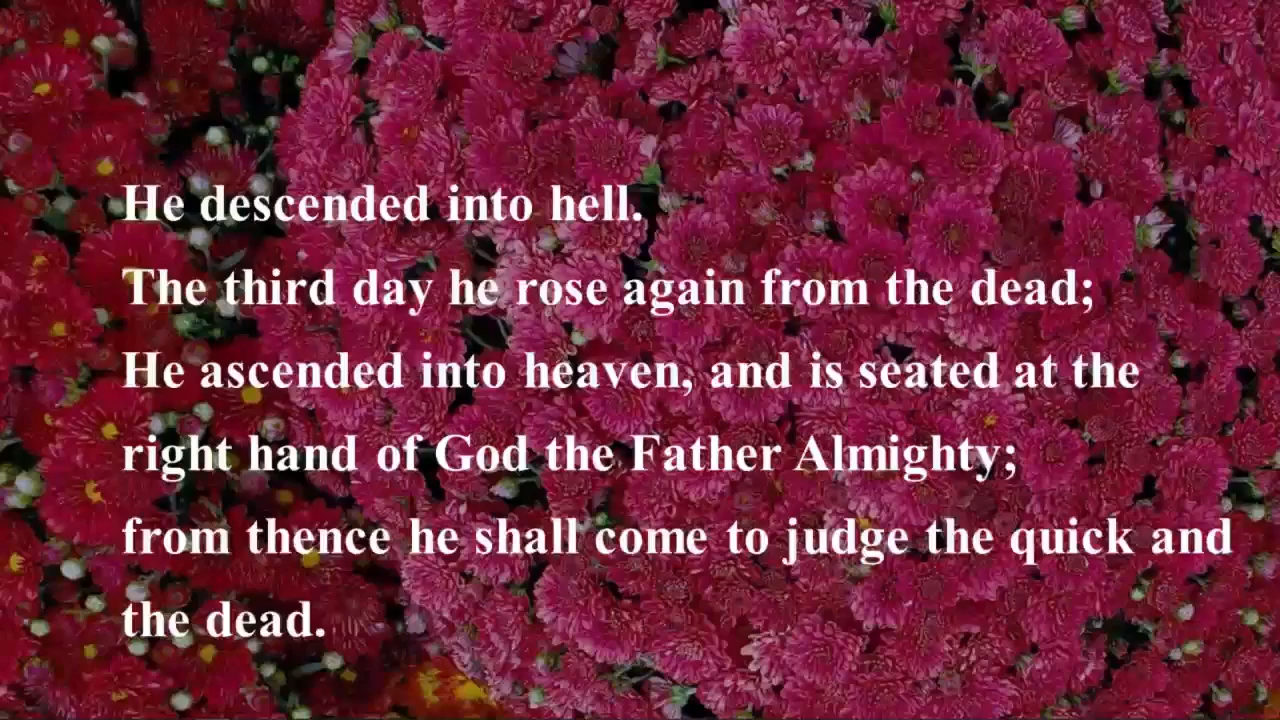 He descended into hell.
The third day he rose again from the dead;
He ascended into heaven, and is seated at the
right hand of God the Father Almighty;
from thence he shall come to judge the quick and
the dead.